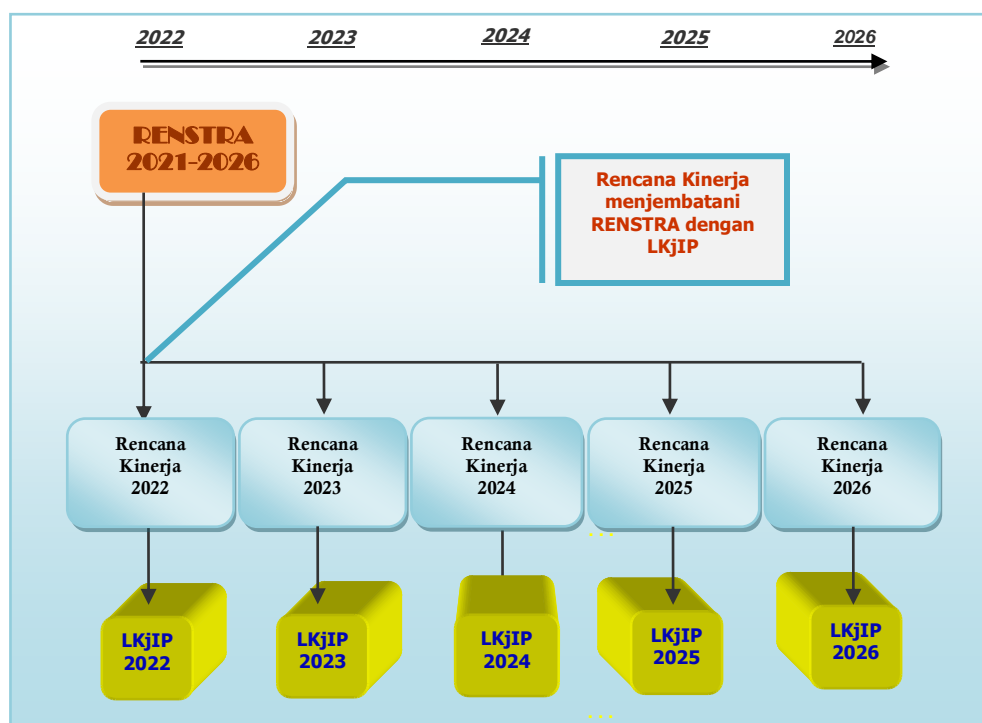 2022 2023 2024 2025 2026
RENSTRA
2021-2026
Rencana Kinerja
menjembatani
RENSTRA dengan
LKjIP
Rencana
Kinerja
2022
Rencana
Kinerja
2023
Rencana
Kinerja
2024
Rencana
Kinerja
2025
Rencana
Kinerja
2026
. . .
LKjIP
2022
LKjIP
2023
LKjIP
2024
LKjIP
2025
LKjIP
2026
. . .